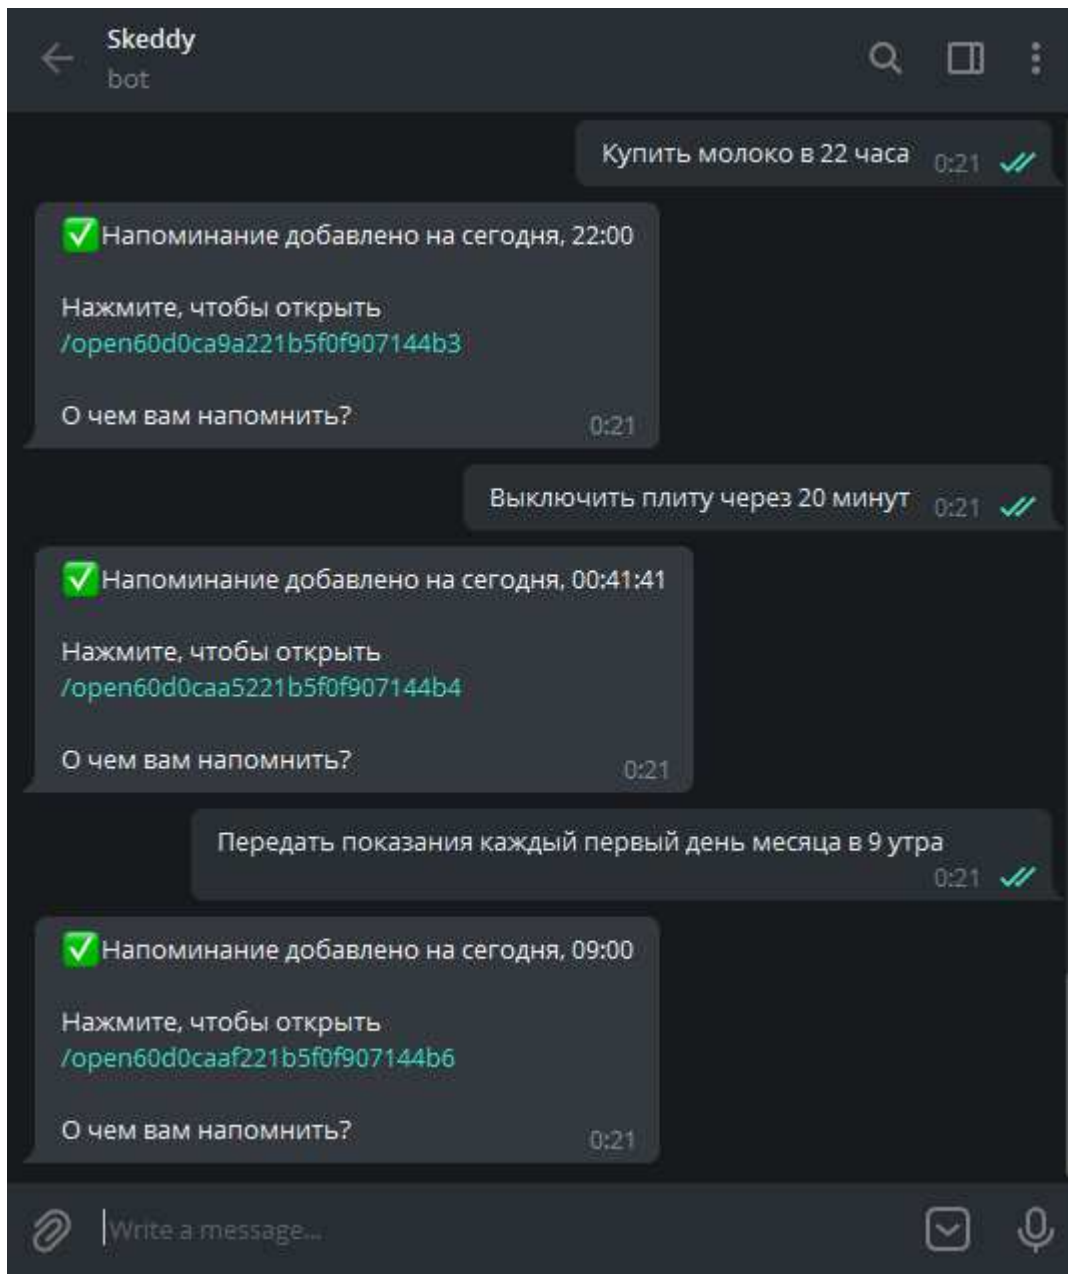 Skeddy
bot
Купить молоко в 22 часа 0:21
✅Напоминание добавлено на сегодня, 22:00
Нажмите, чтобы открыть
/open60d0ca9a221b5f0f907144b3
О чем вам напомнить? 0:21
Выключить плиту через 20 минут 0:21
✅Напоминание добавлено на сегодня, 00:41:41
Нажмите, чтобы открыть
/open60d0caa5221b5f0f907144b4
О чем вам напомнить? 0:21
Передать показания каждый первый день месяца в 9 утра
0:21
✅Напоминание добавлено на сегодня, 09:00
Нажмите, чтобы открыть
/open60d0caaf221b5f0f907144b6
О чем вам напомнить? 0:21
Write a message...